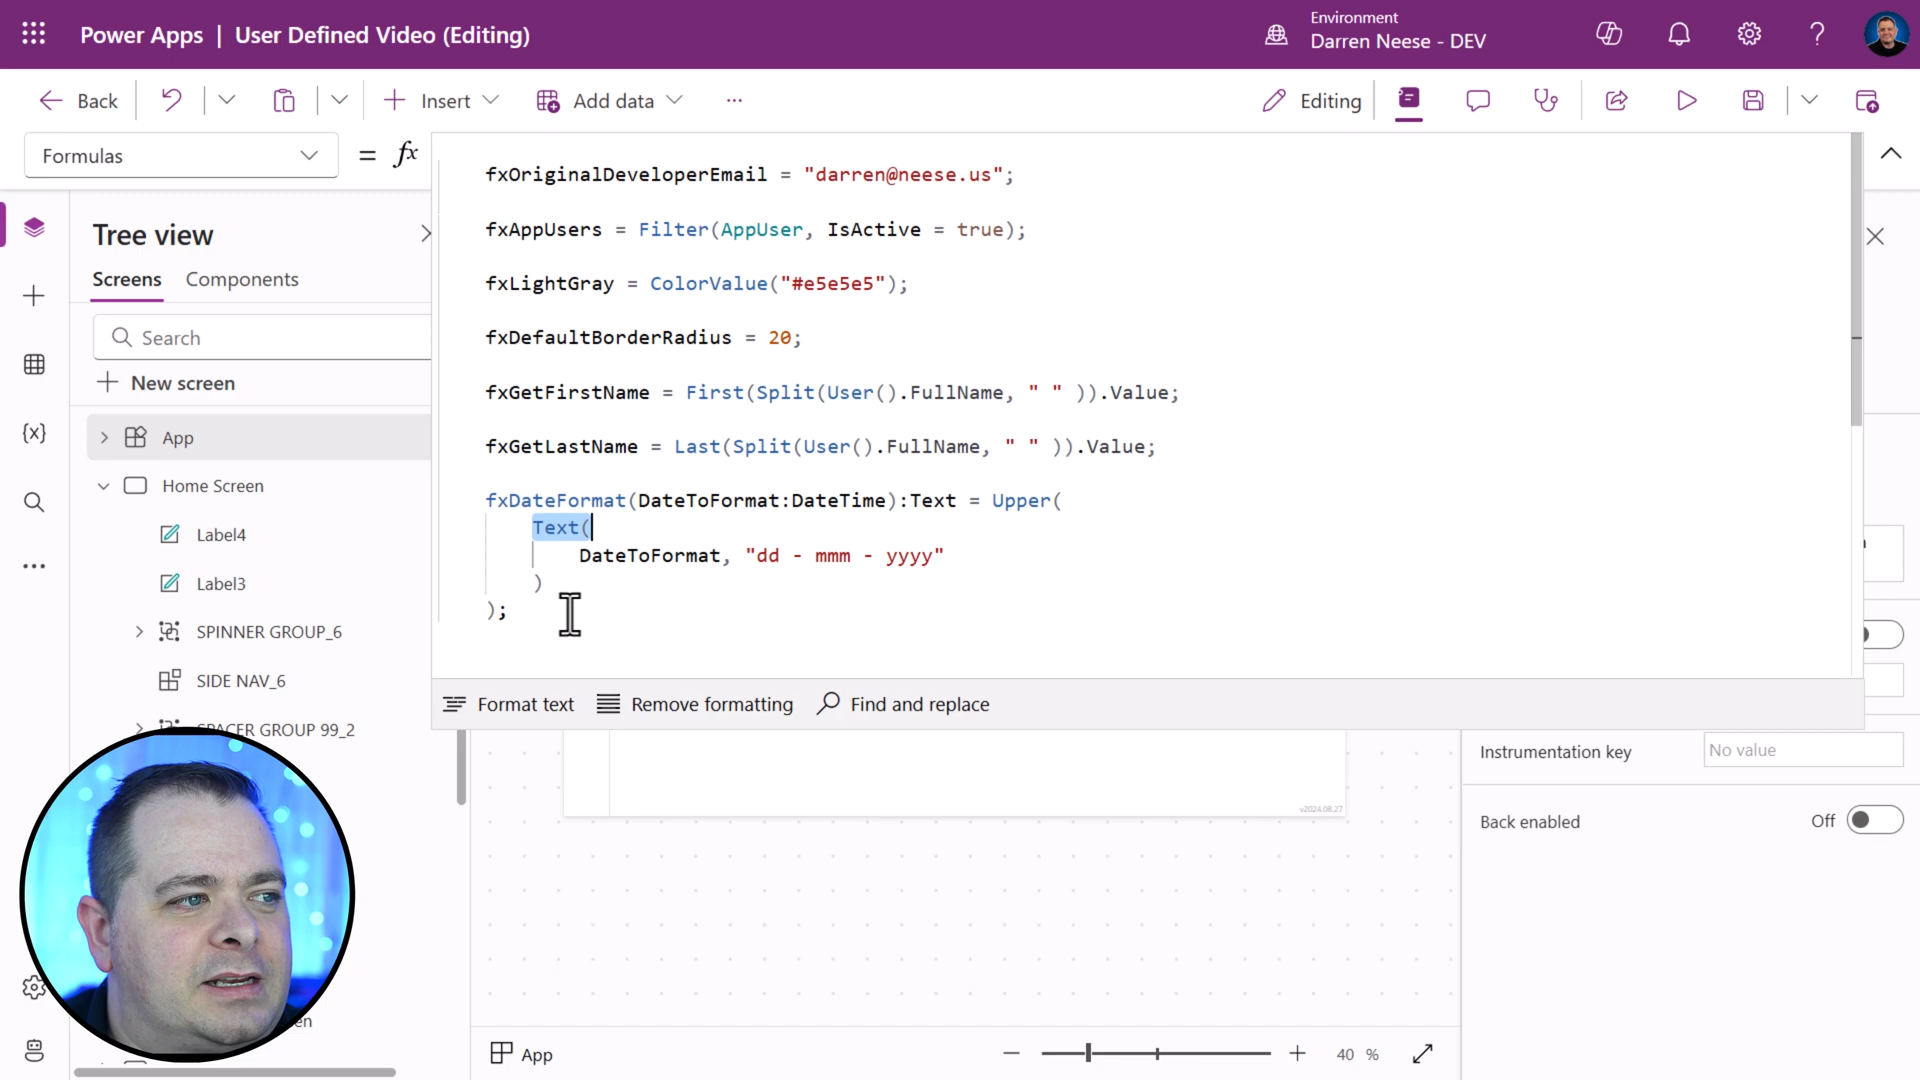 Power Apps | User Defined Video (Editing)
Environment
Darren Neese - DEV
Back
Insert
Add data
Editing
Formulas
= fx
fxOriginalDeveloperEmail = "darren@neese.us";
fxAppUsers = Filter(AppUser, IsActive = true);
fxLightGray = ColorValue("#e5e5e5");
fxDefaultBorderRadius = 20;
fxGetFirstName = First(Split(User().FullName, " " )).Value;
fxGetLastName = Last(Split(User().FullName, " " )).Value;
fxDateFormat(DateToFormat:DateTime):Text = Upper(
Text(
DateToFormat, "dd - mmm - yyyy"
)
);
Format text
Remove formatting
Find and replace
Tree view
Screens
Components
Search
New screen
App
Home Screen
Label4
Label3
SPINNER GROUP_6
SIDE NAV_6
SPACER GROUP 99_2
v2024.08.27
Instrumentation key
No value
Back enabled
Off
App
40 %